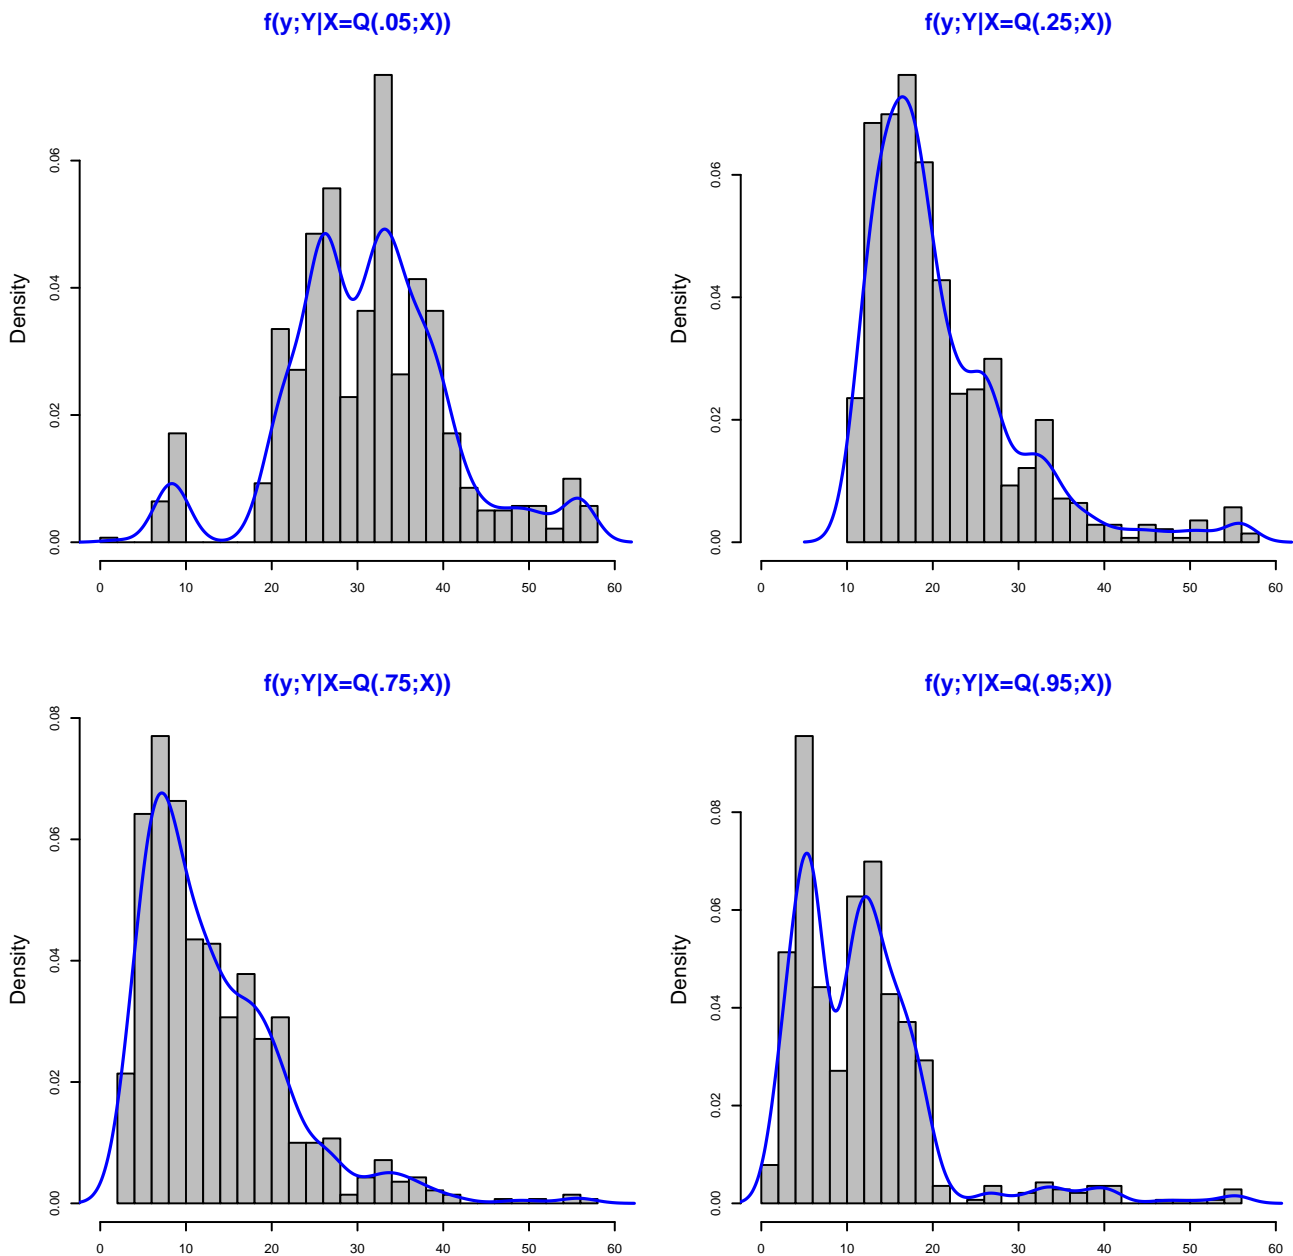 f(y;Y|X=Q(.05;X))
Density
0.00 0.02 0.04 0.06
0 10 20 30 40 50 60
f(y;Y|X=Q(.25;X))
Density
0.00 0.02 0.04 0.06
0 10 20 30 40 50 60
f(y;Y|X=Q(.75;X))
Density
0.00 0.02 0.04 0.06 0.08
0 10 20 30 40 50 60
f(y;Y|X=Q(.95;X))
Density
0.00 0.02 0.04 0.06 0.08
0 10 20 30 40 50 60